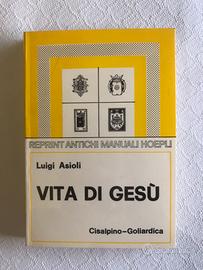 REPRINT ANTICHI MANUALI HOEPLI
Luigi Asioli
VITA DI GESÙ
Cisalpino-Goliardica